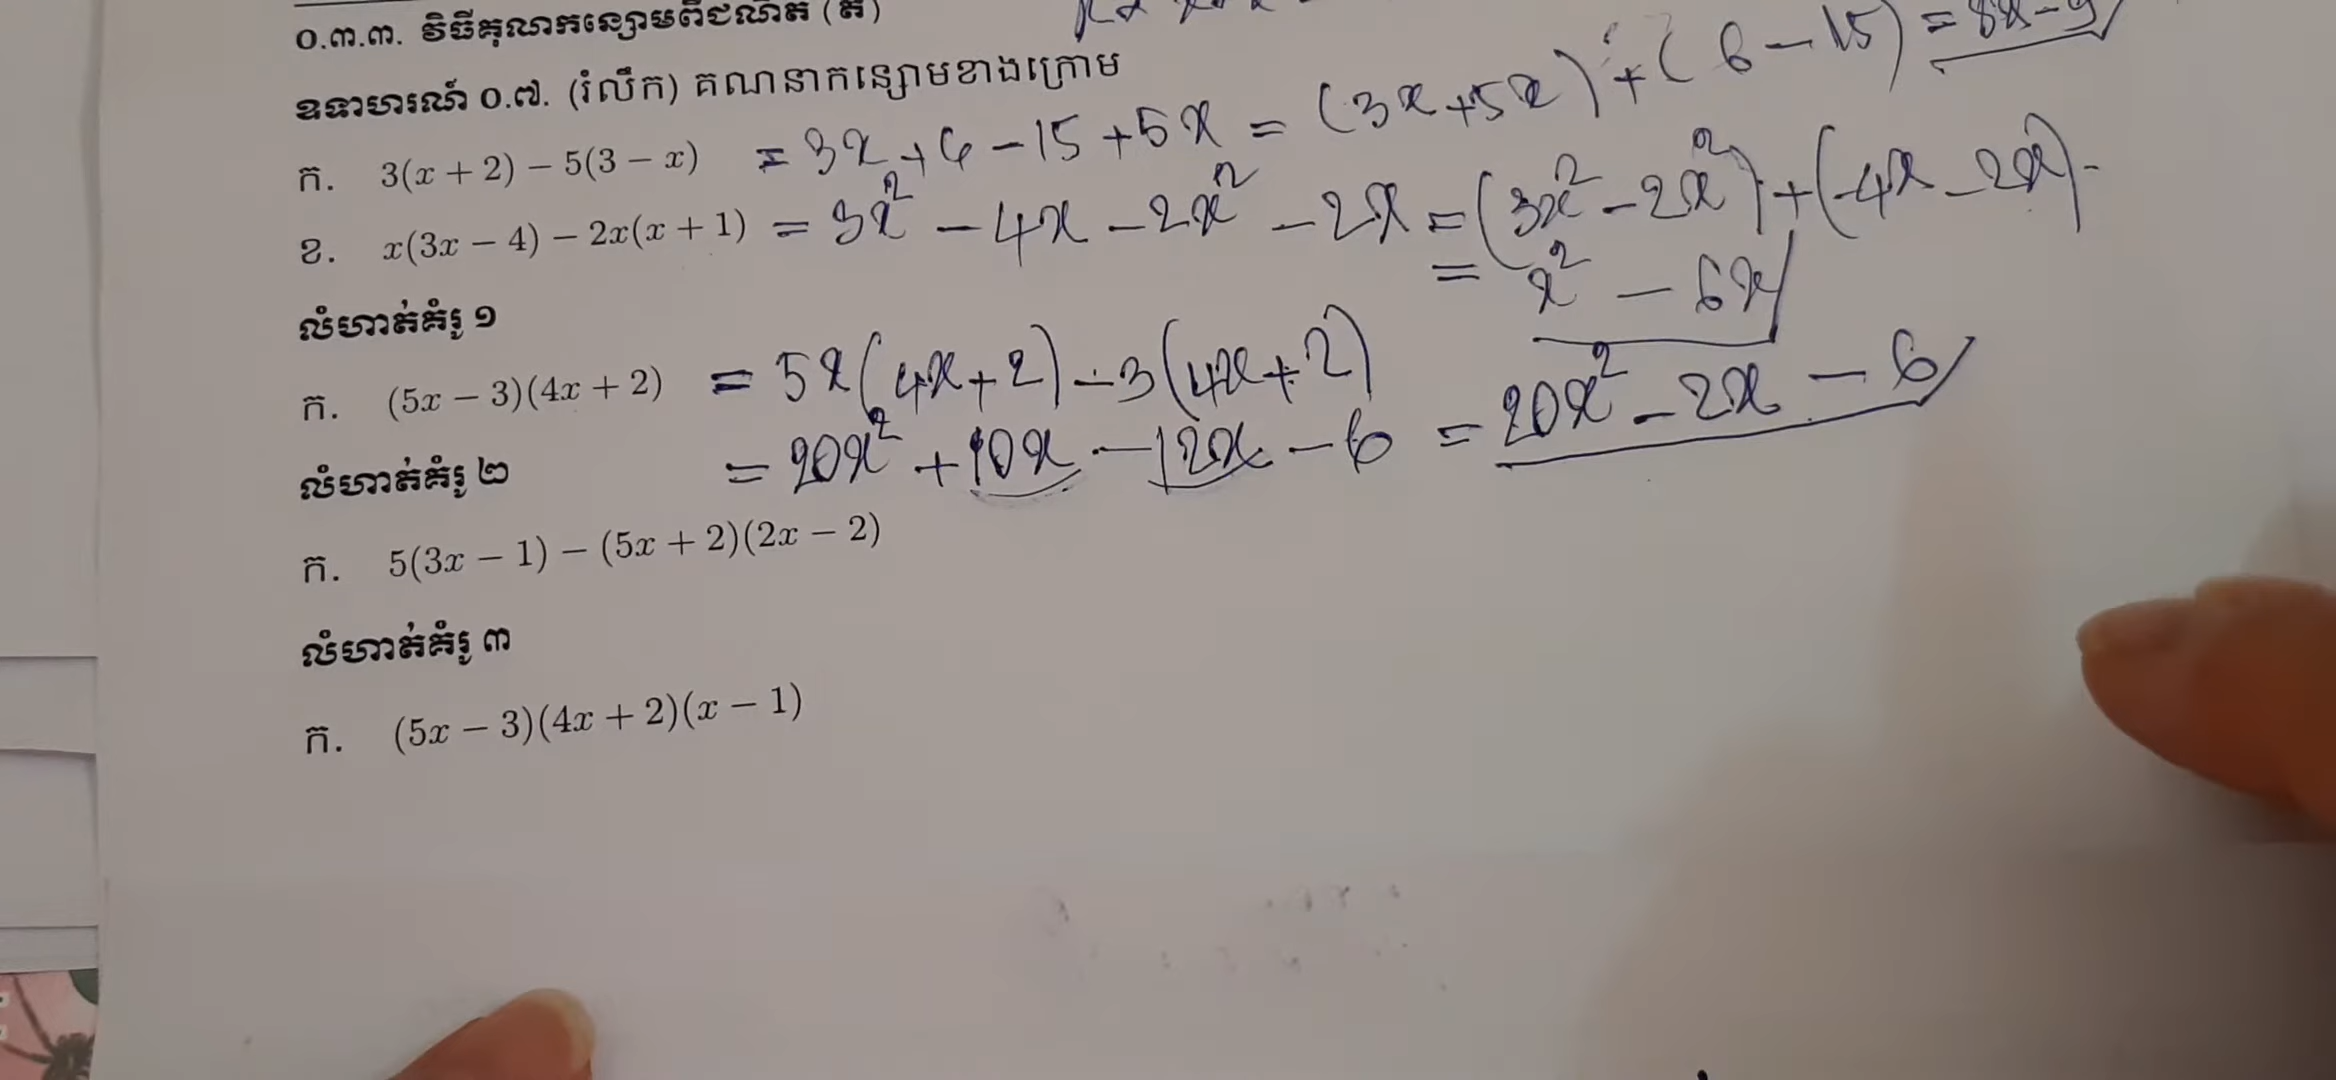 ០.៣.៣. វិធីគុណកន្សោមពីជគណិត (ត)
ឧទាហរណ៍ ០.៧. (រំលឹក) គណនាកន្សោមខាងក្រោម
ក. 3(x + 2) − 5(3 − x) = 3x + 6 − 15 + 5x = (3x + 5x) + (6 − 15) = 8x − 9
ខ. x(3x − 4) − 2x(x + 1) = 3x² − 4x − 2x² − 2x = (3x² − 2x²) + (−4x − 2x)
= x² − 6x
លំហាត់គំរូ ១
ក. (5x − 3)(4x + 2) = 5x(4x + 2) − 3(4x + 2)
= 20x² + 10x − 12x − 6 = 20x² − 2x − 6
លំហាត់គំរូ ២
ក. 5(3x − 1) − (5x + 2)(2x − 2)
លំហាត់គំរូ ៣
ក. (5x − 3)(4x + 2)(x − 1)